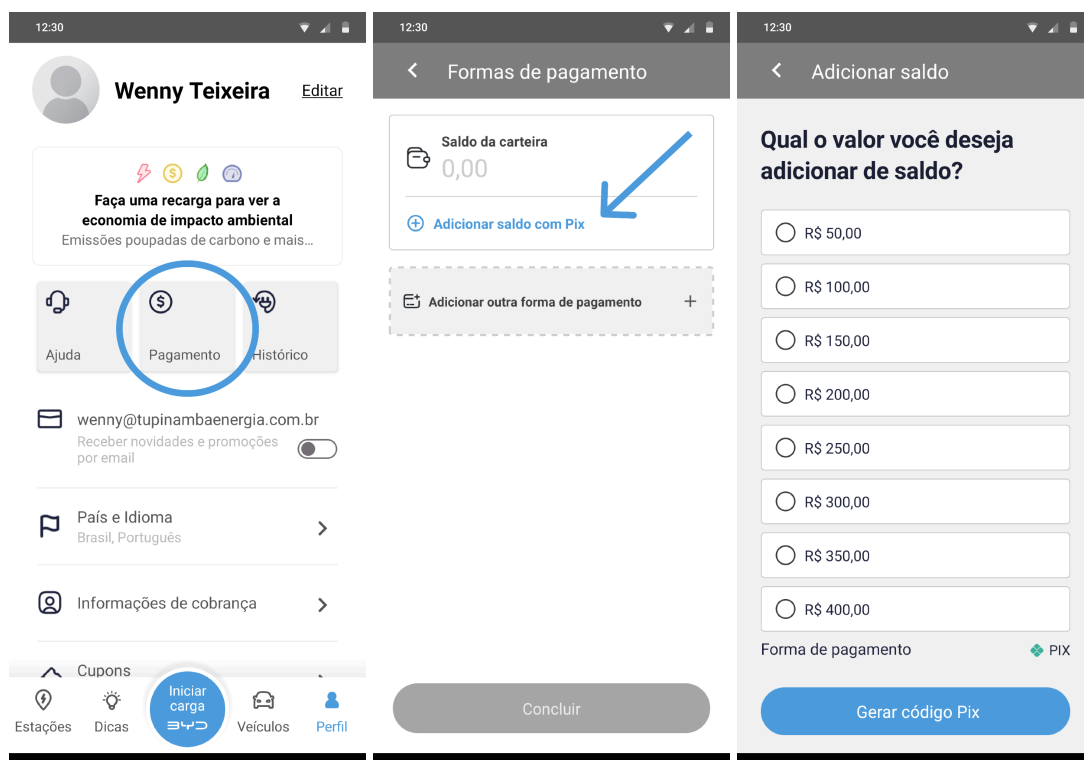 12:30
Wenny Teixeira
Editar
Faça uma recarga para ver a
economia de impacto ambiental
Emissões poupadas de carbono e mais...
Ajuda
Pagamento
Histórico
wenny@tupinambaenergia.com.br
Receber novidades e promoções
por email
País e Idioma
Brasil, Português
Informações de cobrança
Cupons
Estações
Dicas
Iniciar
carga
BYD
Veículos
Perfil
12:30
Formas de pagamento
Saldo da carteira
0,00
Adicionar saldo com Pix
Adicionar outra forma de pagamento
Concluir
12:30
Adicionar saldo
Qual o valor você deseja
adicionar de saldo?
R$ 50,00
R$ 100,00
R$ 150,00
R$ 200,00
R$ 250,00
R$ 300,00
R$ 350,00
R$ 400,00
Forma de pagamento
PIX
Gerar código Pix